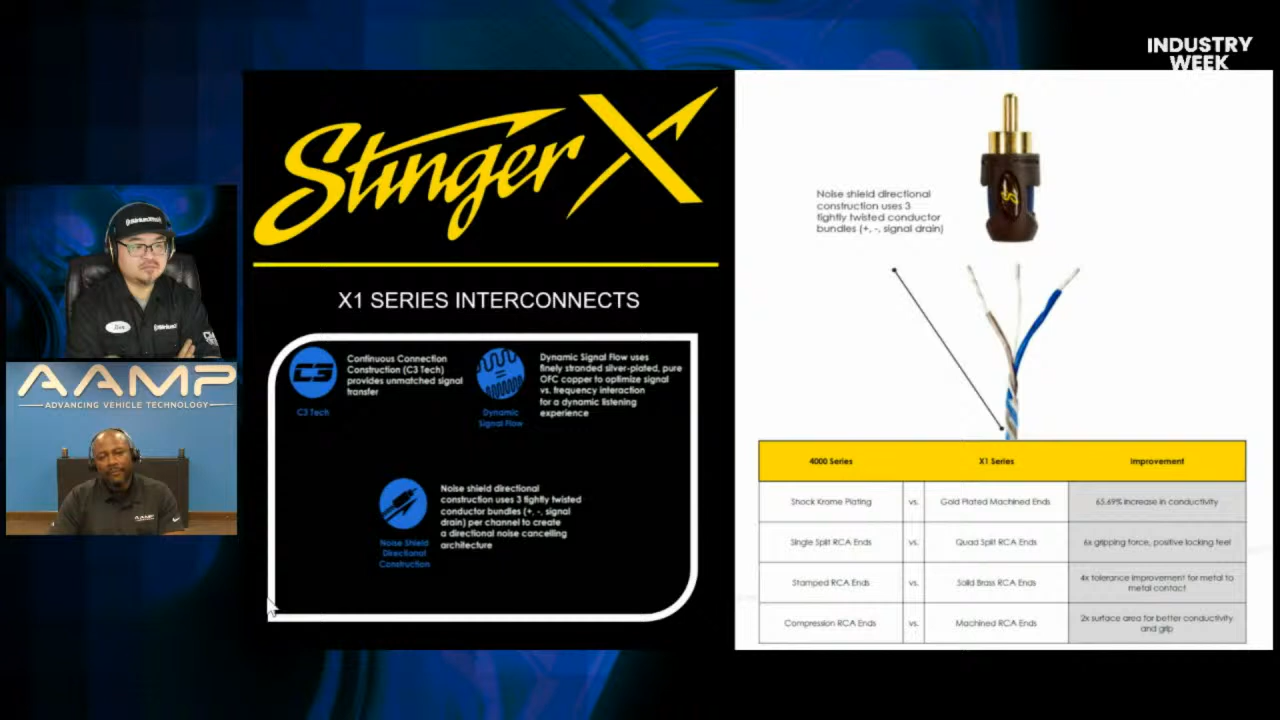 INDUSTRY
WEEK
Stinger X
X1 SERIES INTERCONNECTS
C3
C3 Tech
Continuous Connection
Construction (C3 Tech)
provides unmatched signal
transfer
Dynamic
Signal Flow
Dynamic Signal Flow uses
finely stranded silver-plated, pure
OFC copper to optimize signal
vs. frequency interaction
for a dynamic listening
experience
Noise Shield
Directional
Construction
Noise shield directional
construction uses 3 tightly twisted
conductor bundles (+, -, signal
drain) per channel to create
a directional noise cancelling
architecture
Noise shield directional
construction uses 3
tightly twisted conductor
bundles (+, -, signal drain)
4000 Series X1 Series Improvement
Shock Krome Plating vs. Gold Plated Machined Ends 65.69% increase in conductivity
Single Split RCA Ends vs. Quad Split RCA Ends 6x gripping force, positive locking feel
Stamped RCA Ends vs. Solid Brass RCA Ends 4x tolerance improvement for metal to
metal contact
Compression RCA Ends vs. Machined RCA Ends 2x surface area for better conductivity
and grip
AAMP
ADVANCING VEHICLE TECHNOLOGY
AAMP